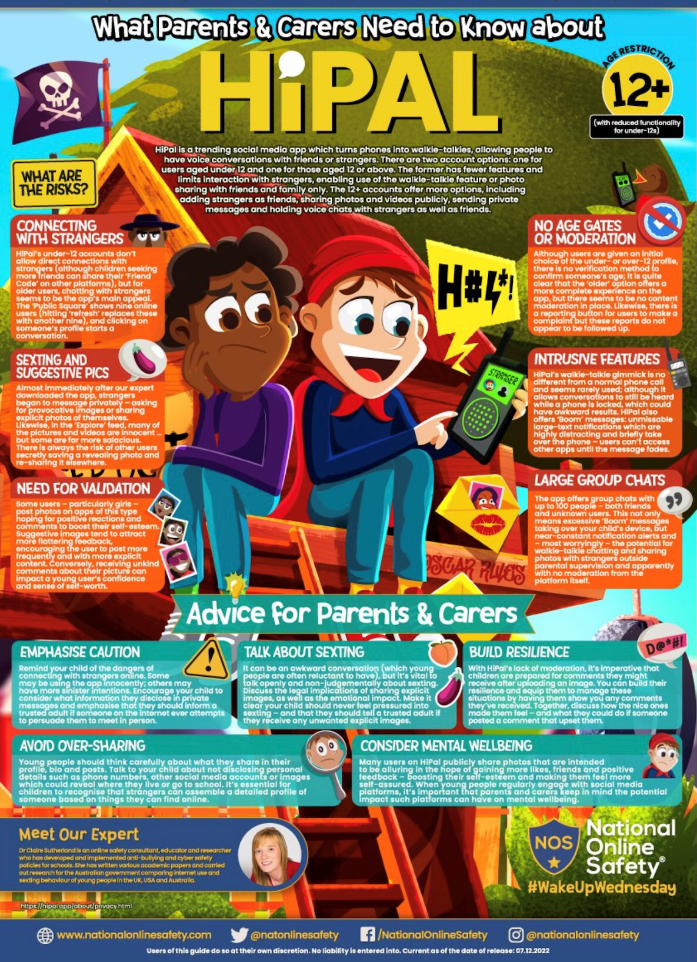 What Parents & Carers Need to Know about
HiPAL
AGE RESTRICTION
12+
(with reduced functionality
for under-12s)
HiPal is a trending social media app which turns phones into walkie-talkies, allowing people to
have voice conversations with friends or strangers. There are two account options: one for
users aged under 12 and one for those aged 12 or above. The former has fewer features and
limits interaction with strangers, enabling use of the walkie-talkie feature or photo
sharing with friends and family only. The 12+ accounts offer more options, including
adding strangers as friends, sharing photos and videos publicly, sending private
messages and holding voice chats with strangers as well as friends.
WHAT ARE
THE RISKS?
CONNECTING
WITH STRANGERS
HiPal's under-12 accounts don't
allow direct connections with
strangers (although children seeking
more friends can share their 'Friend
Code' on other platforms), but for
older users, chatting with strangers
seems to be the app's main appeal.
The 'Public Square' shows nine online
users (hitting 'refresh' replaces these
with another nine), and clicking on
someone's profile starts a
conversation.
SEXTING AND
SUGGESTIVE PICS
Almost immediately after our expert
downloaded the app, strangers
began to message privately – asking
for provocative images or sharing
explicit photos of themselves.
Likewise, in the 'Explore' feed, many of
the pictures and videos are innocent ...
but some are far more salacious.
There is always the risk of other users
secretly saving a revealing photo and
re-sharing it elsewhere.
NEED FOR VALIDATION
Some users – particularly girls –
post photos on apps of this type
hoping for positive reactions and
comments to boost their self-esteem.
Suggestive images tend to attract
more flattering feedback,
encouraging the user to post more
frequently and with more explicit
content. Conversely, receiving unkind
comments about their picture can
impact a young user's confidence
and sense of self-worth.
H#!*!
STRANGER
NO AGE GATES
OR MODERATION
Although users are given an initial
choice of the under- or over-12 profile,
there is no verification method to
confirm someone's age; it is quite
clear that the 'older' option offers a
more complete experience on the
app, but there seems to be no content
moderation in place. Likewise, there is
a reporting button for users to make a
complaint but these reports do not
appear to be followed up.
INTRUSIVE FEATURES
HiPal's walkie-talkie gimmick is no
different from a normal phone call
and seems rarely used; although it
allows conversations to still be heard
while a phone is locked, which could
have awkward results. HiPal also
offers 'Boom' messages: unmissable
large-text notifications which are
highly distracting and briefly take
over the phone – users can't access
other apps until the message fades.
LARGE GROUP CHATS
The app offers group chats with
up to 100 people – both friends
and unknown users. This not only
means excessive 'Boom' messages
taking over your child's device, but
near-constant notification alerts and
– most worryingly – the potential for
walkie-talkie chatting and sharing
photos with strangers outside
parental supervision and apparently
with no moderation from the
platform itself.
OSCAR RULES
Advice for Parents & Carers
EMPHASISE CAUTION
Remind your child of the dangers of
connecting with strangers online. Some
may be using the app innocently; others may
have more sinister intentions. Encourage your child to
consider what information they disclose in private
messages and emphasise that they should inform a
trusted adult if someone on the internet ever attempts
to persuade them to meet in person.
TALK ABOUT SEXTING
It can be an awkward conversation (which young
people are often reluctant to have), but it's vital to
talk openly and non-judgementally about sexting.
Discuss the legal implications of sharing explicit
images, as well as the emotional impact. Make it
clear your child should never feel pressured into
sexting – and that they should tell a trusted adult if
they receive any unwanted explicit images.
BUILD RESILIENCE
D@*#!
With HiPal's lack of moderation, it's imperative that
children are prepared for comments they might
receive after uploading an image. You can build their
resilience and equip them to manage these
situations by having them show you any comments
they've received. Together, discuss how the nice ones
made them feel – and what they could do if someone
posted a comment that upset them.
AVOID OVER-SHARING
Young people should think carefully about what they share in their
profile, bio and posts. Talk to your child about not disclosing personal
details such as phone numbers, other social media accounts or images
which could reveal where they live or go to school. It's essential for
children to recognise that strangers can assemble a detailed profile of
someone based on things they can find online.
CONSIDER MENTAL WELLBEING
Many users on HiPal publicly share photos that are intended
to be alluring in the hope of gaining more likes, friends and positive
feedback – boosting their self-esteem and making them feel more
self-assured. When young people regularly engage with social media
platforms, it's important that parents and carers keep in mind the potential
impact such platforms can have on mental wellbeing.
Meet Our Expert
Dr Claire Sutherland is an online safety consultant, educator and researcher
who has developed and implemented anti-bullying and cyber safety
policies for schools. She has written various academic papers and carried
out research for the Australian government comparing internet use and
sexting behaviour of young people in the UK, USA and Australia.
NOS
National
Online
Safety®
#WakeUpWednesday
https://hipal.app/about/privacy.html
www.nationalonlinesafety.com
@natonlinesafety
/NationalOnlineSafety
@nationalonlinesafety
Users of this guide do so at their own discretion. No liability is entered into. Current as of the date of release: 07.12.2022